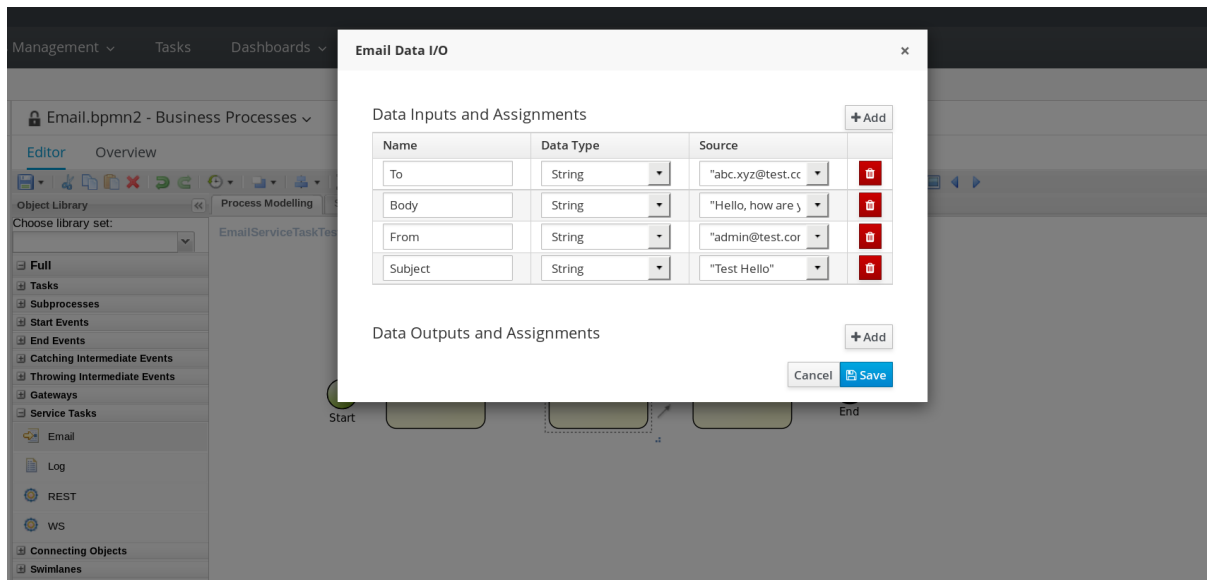 Management Tasks Dashboards
Email Data I/O
×
Email.bpmn2 - Business Processes
Editor Overview
Object Library
Process Modelling
Choose library set:
EmailServiceTaskTes
Full
Tasks
Subprocesses
Start Events
End Events
Catching Intermediate Events
Throwing Intermediate Events
Gateways
Service Tasks
Email
Log
REST
WS
Connecting Objects
Swimlanes
Data Inputs and Assignments
+ Add
Name Data Type Source
To String "abc.xyz@test.cc
Body String "Hello, how are y
From String "admin@test.cor
Subject String "Test Hello"
Data Outputs and Assignments
+ Add
Cancel Save
Start
End